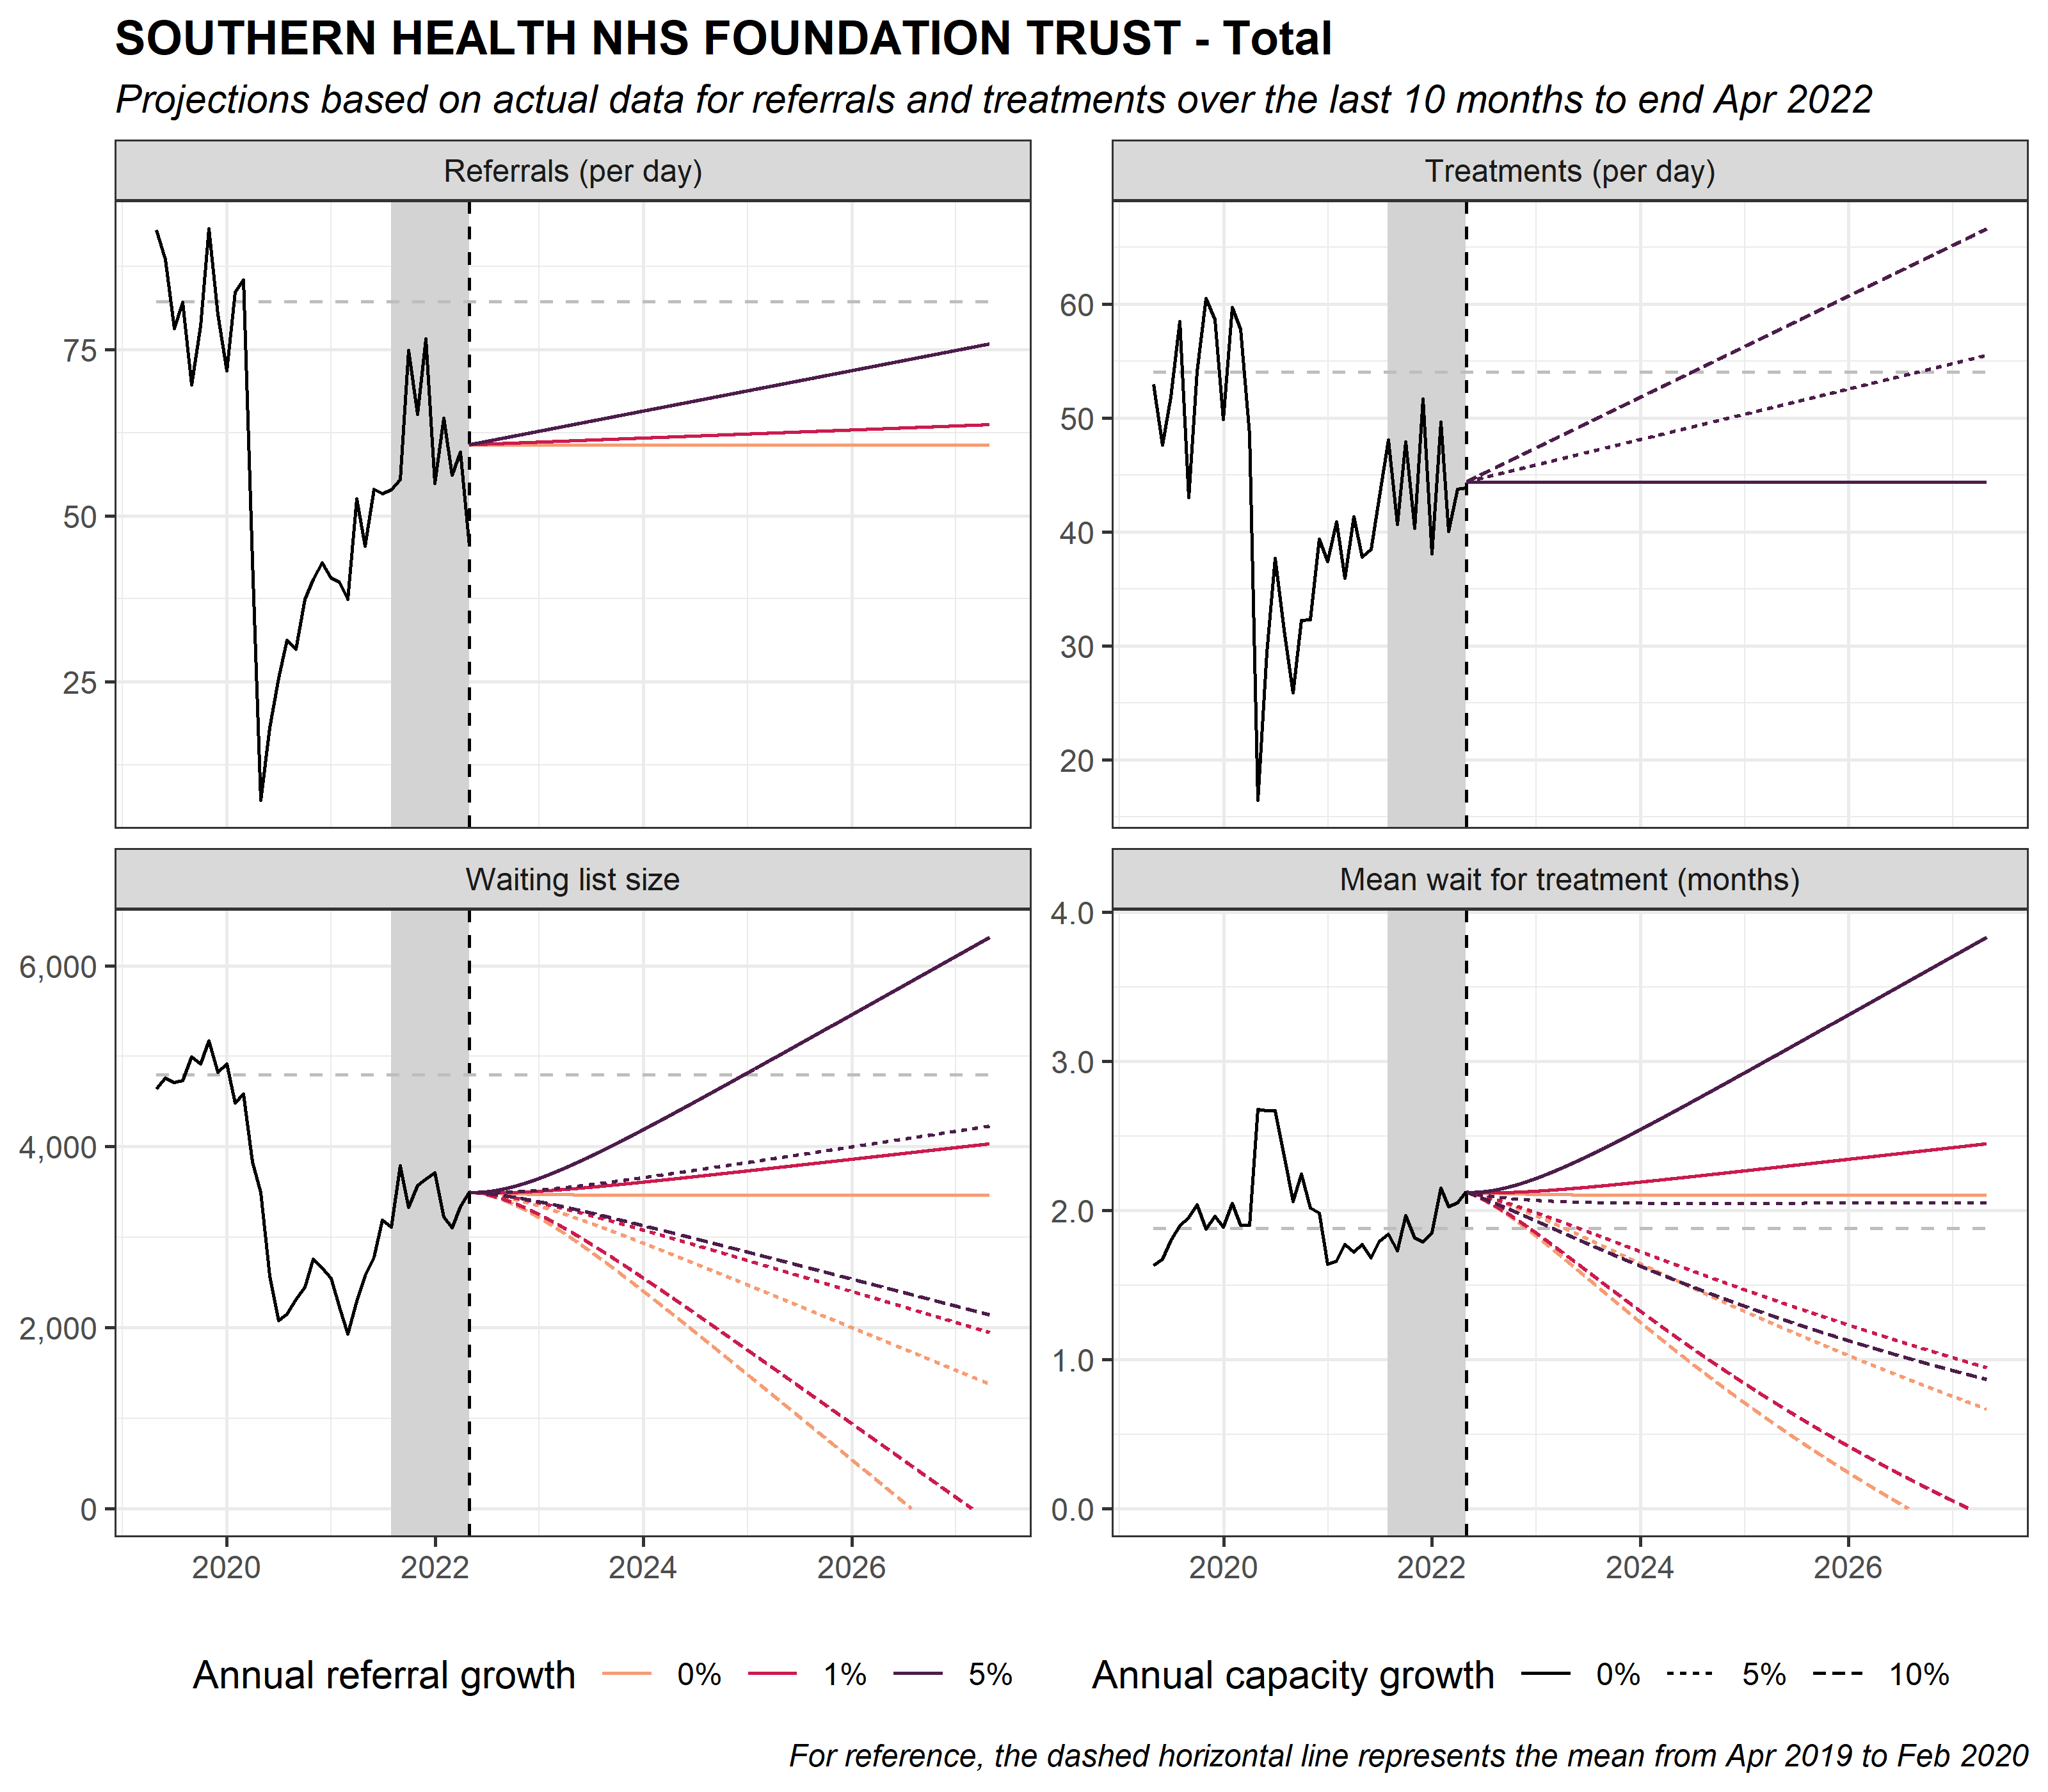 SOUTHERN HEALTH NHS FOUNDATION TRUST - Total
Projections based on actual data for referrals and treatments over the last 10 months to end Apr 2022
Referrals (per day)
75
50
25
Treatments (per day)
60
50
40
30
20
Waiting list size
6,000
4,000
2,000
0
2020 2022 2024 2026
Mean wait for treatment (months)
4.0
3.0
2.0
1.0
0.0
2020 2022 2024 2026
Annual referral growth 0% 1% 5%
Annual capacity growth 0% 5% 10%
For reference, the dashed horizontal line represents the mean from Apr 2019 to Feb 2020